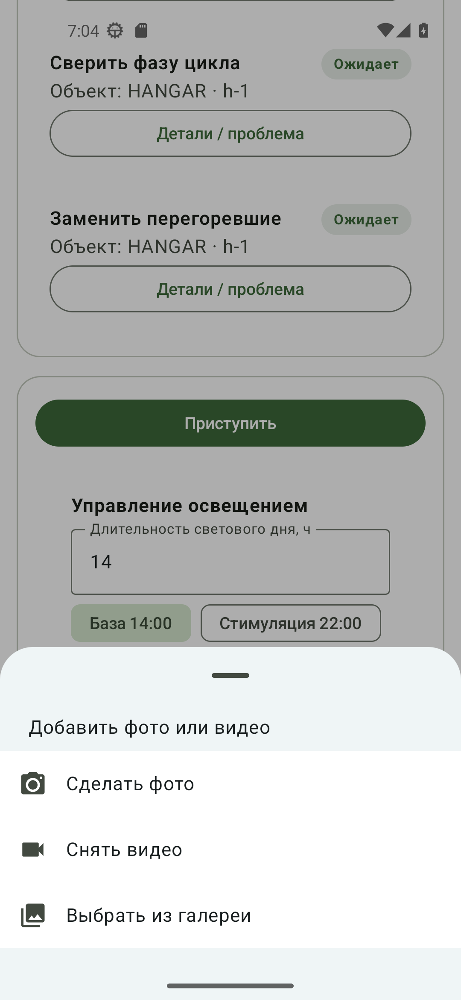 7:04
Сверить фазу цикла
Ожидает
Объект: HANGAR · h-1
Детали / проблема
Заменить перегоревшие
Ожидает
Объект: HANGAR · h-1
Детали / проблема
Приступить
Управление освещением
Длительность светового дня, ч
14
База 14:00
Стимуляция 22:00
Добавить фото или видео
Сделать фото
Снять видео
Выбрать из галереи